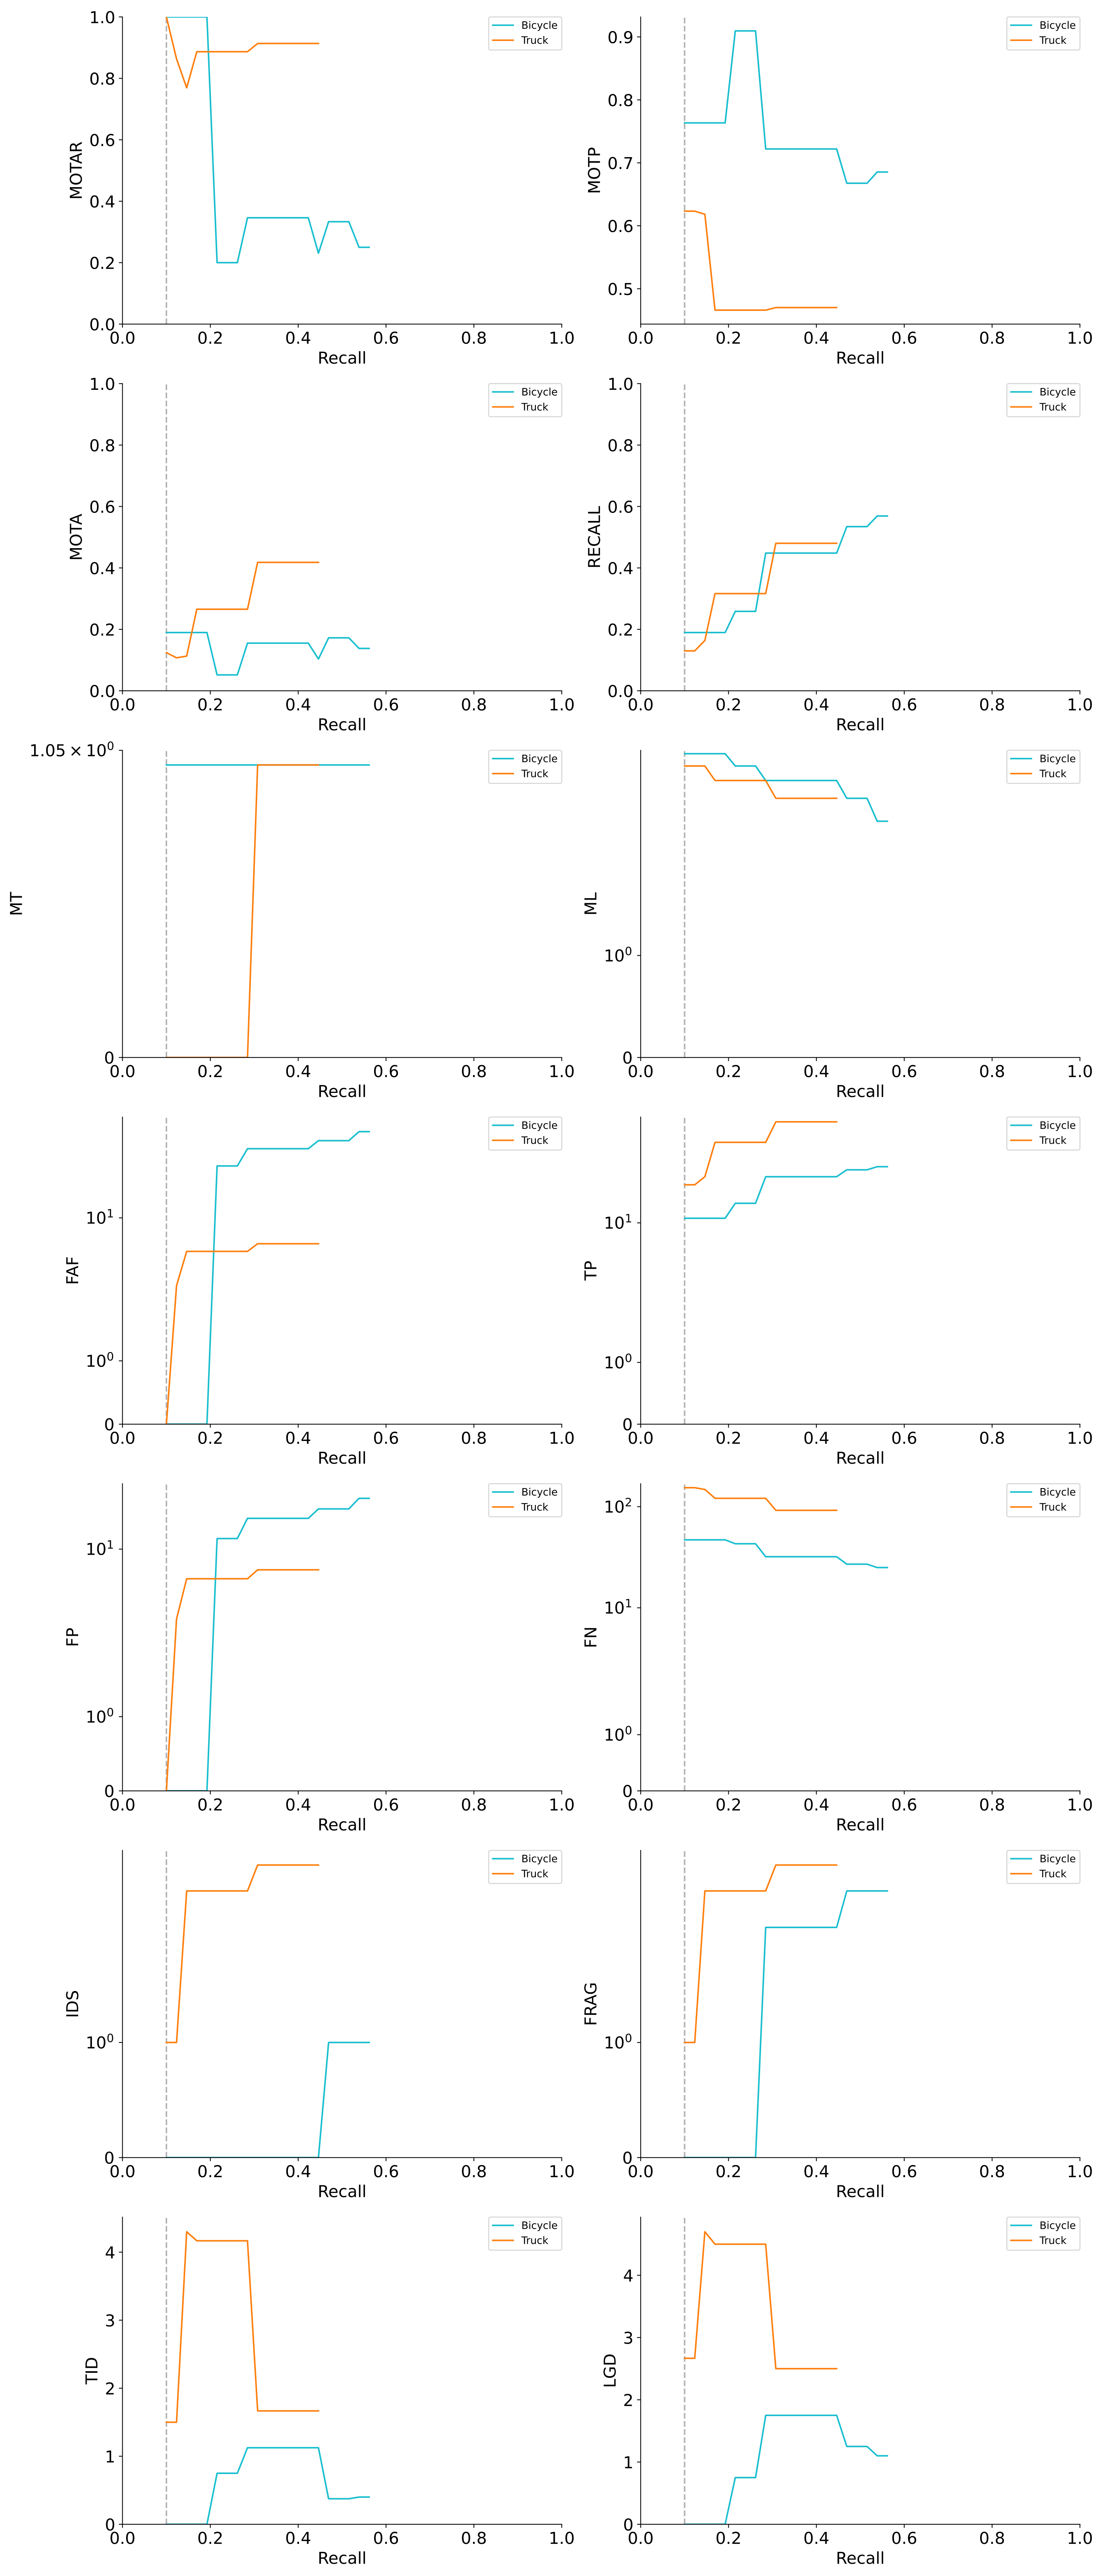 MOTAR
1.0
0.8
0.6
0.4
0.2
0.0
0.0 0.2 0.4 0.6 0.8 1.0
Recall
Bicycle
Truck
MOTP
0.9
0.8
0.7
0.6
0.5
0.0 0.2 0.4 0.6 0.8 1.0
Recall
Bicycle
Truck
MOTA
1.0
0.8
0.6
0.4
0.2
0.0
0.0 0.2 0.4 0.6 0.8 1.0
Recall
Bicycle
Truck
RECALL
1.0
0.8
0.6
0.4
0.2
0.0
0.0 0.2 0.4 0.6 0.8 1.0
Recall
Bicycle
Truck
MT
1.05 × 10⁰
0
0.0 0.2 0.4 0.6 0.8 1.0
Recall
Bicycle
Truck
ML
10⁰
0
0.0 0.2 0.4 0.6 0.8 1.0
Recall
Bicycle
Truck
FAF
10¹
10⁰
0
0.0 0.2 0.4 0.6 0.8 1.0
Recall
Bicycle
Truck
TP
10¹
10⁰
0
0.0 0.2 0.4 0.6 0.8 1.0
Recall
Bicycle
Truck
FP
10¹
10⁰
0
0.0 0.2 0.4 0.6 0.8 1.0
Recall
Bicycle
Truck
FN
10²
10¹
10⁰
0
0.0 0.2 0.4 0.6 0.8 1.0
Recall
Bicycle
Truck
IDS
10⁰
0
0.0 0.2 0.4 0.6 0.8 1.0
Recall
Bicycle
Truck
FRAG
10⁰
0
0.0 0.2 0.4 0.6 0.8 1.0
Recall
Bicycle
Truck
TID
4
3
2
1
0
0.0 0.2 0.4 0.6 0.8 1.0
Recall
Bicycle
Truck
LGD
4
3
2
1
0
0.0 0.2 0.4 0.6 0.8 1.0
Recall
Bicycle
Truck